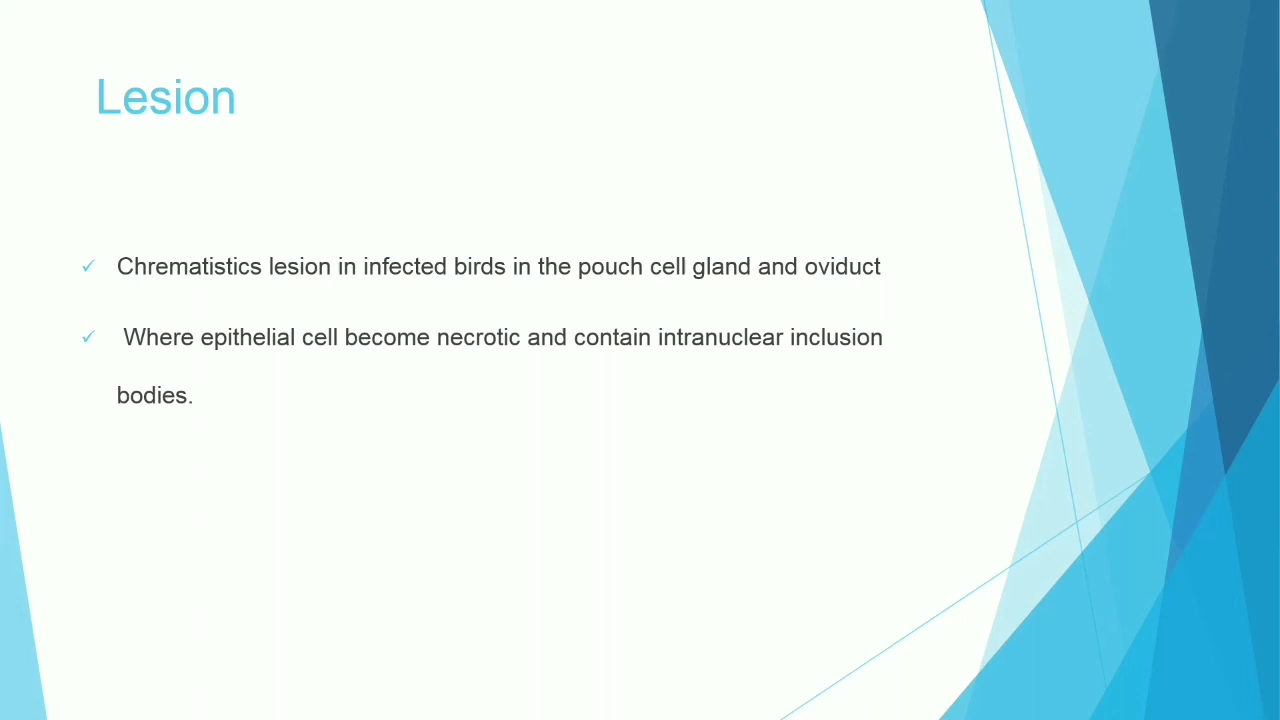 Lesion
Chrematistics lesion in infected birds in the pouch cell gland and oviduct
Where epithelial cell become necrotic and contain intranuclear inclusion
bodies.